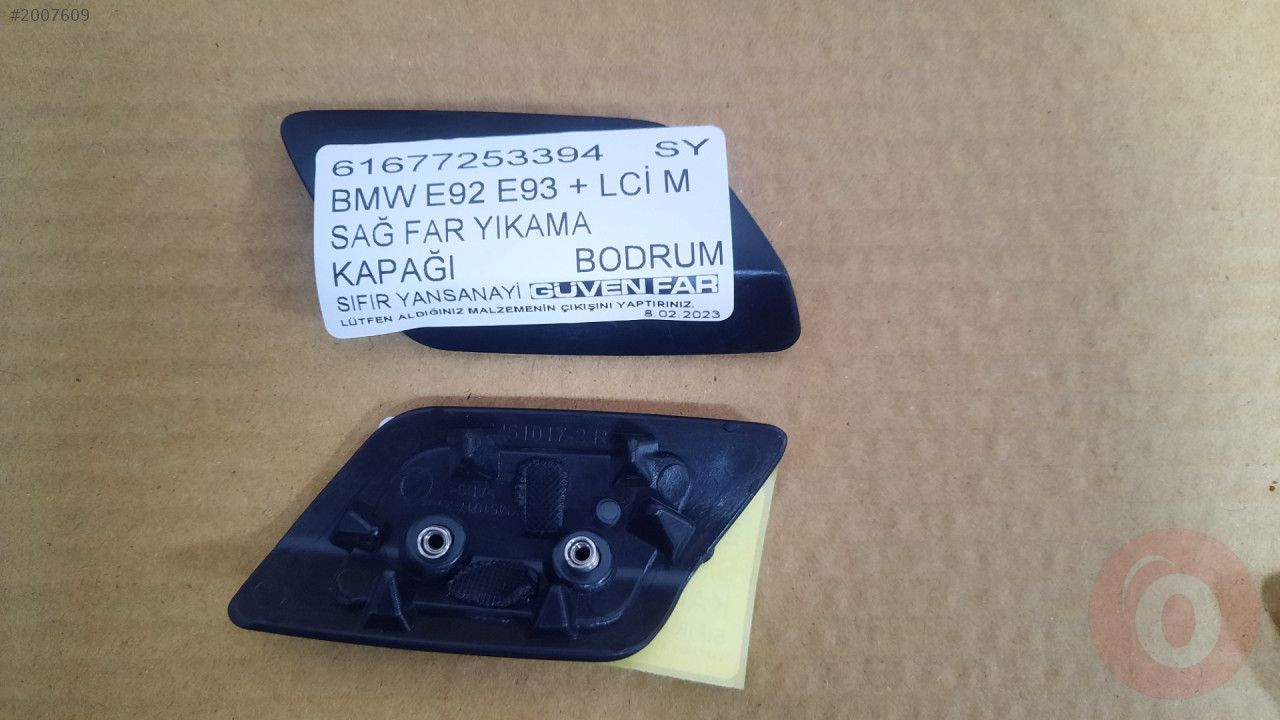 #2007609
61677253394 SY
BMW E92 E93 + LCİ M
SAĞ FAR YIKAMA
KAPAĞI BODRUM
SIFIR YANSANAYİ GÜVEN FAR
LÜTFEN ALDIĞINIZ MALZEMENİN ÇIKIŞINI YAPTIRINIZ.
8.02.2023
O